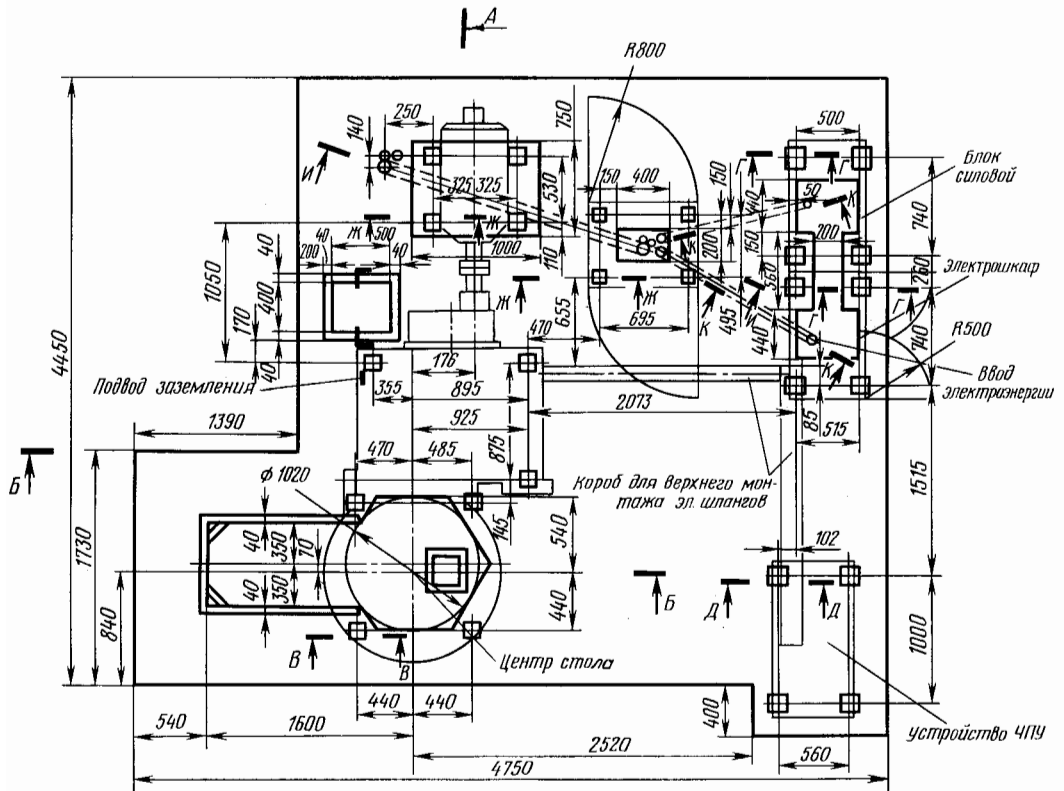 А
R800
4450
250
140
750
150
400
150
500
Блок
силовой
И
325
325
530
Г
Г
440
50
К
740
Ж
Ж
500
40
200
40
40
1000
110
200
К
150
200
560
260
Электрошкаф
1050
400
170
40
Ж
655
Ж
К
И
495
Г
Г
740
R500
470
695
440
К
Подвод заземления
176
355
895
2073
Ввод
электроэнергии
85
515
1390
925
470
485
875
Б
ϕ 1020
Короб для верхнего мон-
тажа эл. шлангов
1515
1730
145
540
102
40
350
70
40
350
840
440
Б
Д
Д
1000
В
В
Центр стола
440
440
400
Устройство ЧПУ
540
1600
2520
560
4750